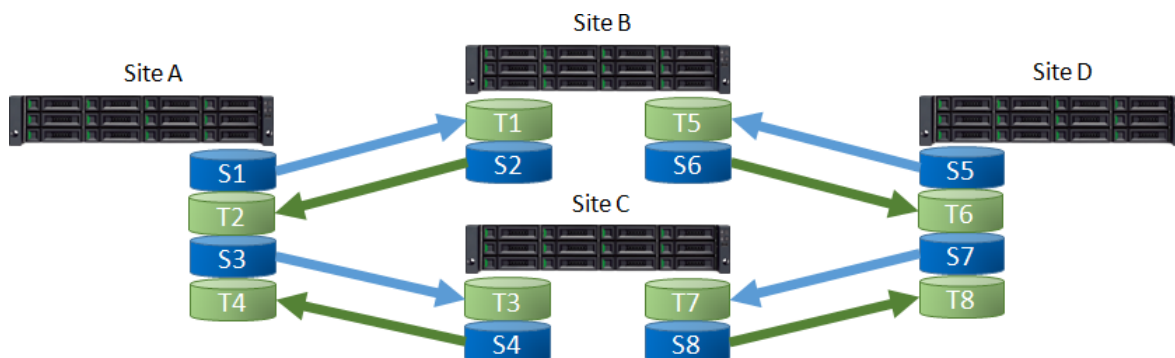 Site B
Site A
Site D
T1
T5
S1
S2
S6
S5
T2
Site C
T6
S3
S7
T4
T3
T7
T8
S4
S8